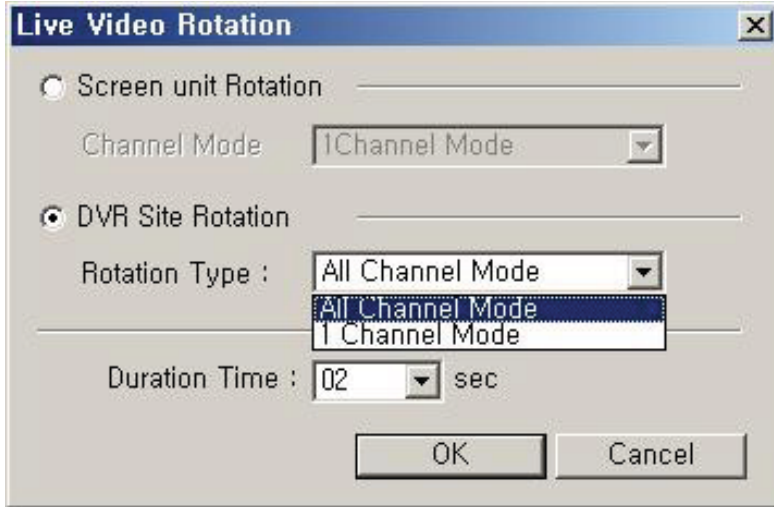 Live Video Rotation
Screen unit Rotation
Channel Mode 1Channel Mode
DVR Site Rotation
Rotation Type : All Channel Mode
All Channel Mode
1 Channel Mode
Duration Time : 02 sec
OK Cancel